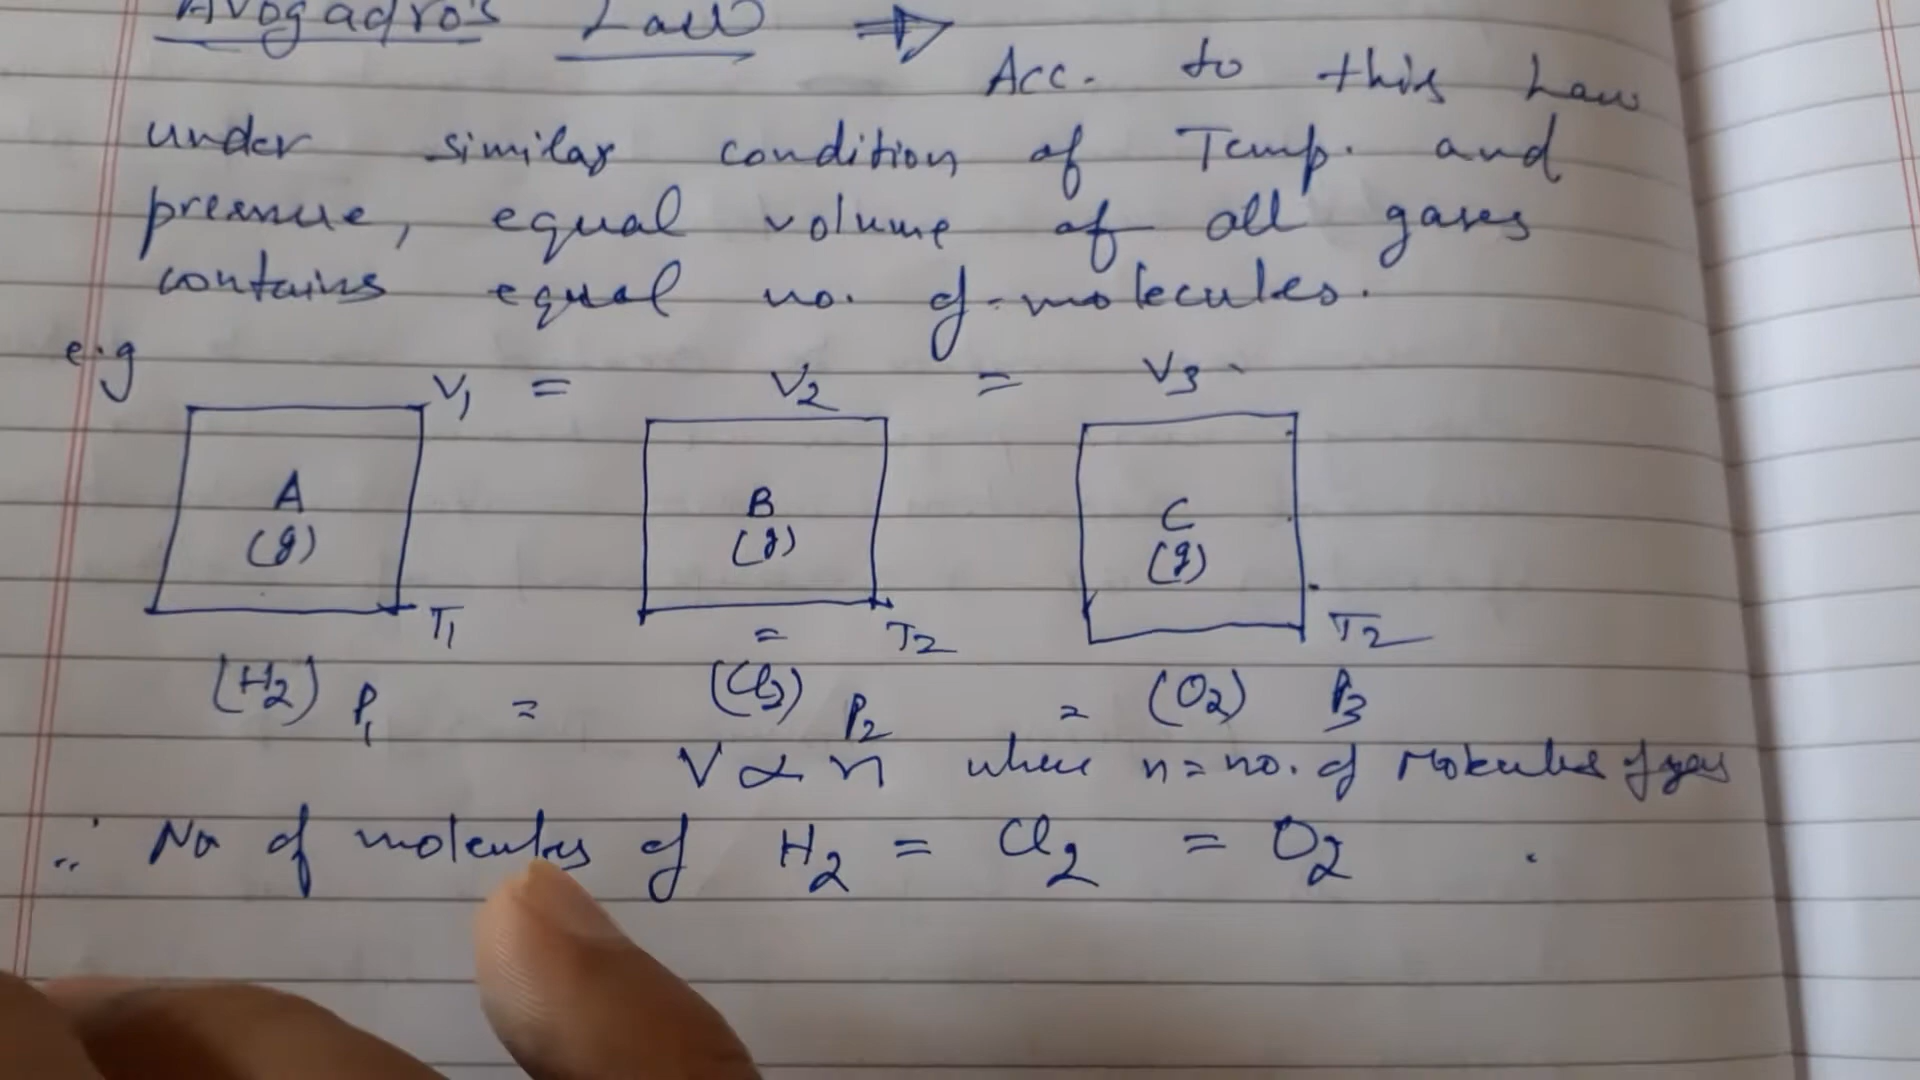 Avogadro's Law ⇒
Acc. to this Law
under similar condition of Temp. and
pressure, equal volume of all gases
contains equal no. of molecules.
e.g
V₁ = V₂ = V₃
A B C
(g) (g) (g)
T₁ = T₂ T₂
(H₂) P₁ = (Cl₂) P₂ = (O₂) P₃
V ∝ n where n = no. of molecules of gas
∴ No of molecules of H₂ = Cl₂ = O₂